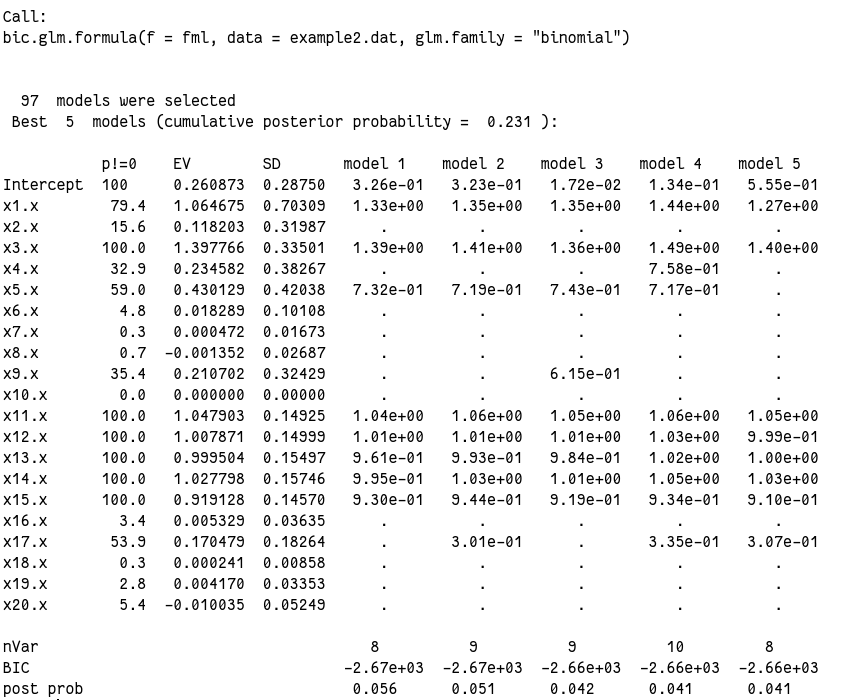 Call:
bic.glm.formula(f = fml, data = example2.dat, glm.family = "binomial")
97 models were selected
Best 5 models (cumulative posterior probability = 0.231 ):
p!=0 EV SD model 1 model 2 model 3 model 4 model 5
Intercept 100 0.260873 0.28750 3.26e-01 3.23e-01 1.72e-02 1.34e-01 5.55e-01
x1.x 79.4 1.064675 0.70309 1.33e+00 1.35e+00 1.35e+00 1.44e+00 1.27e+00
x2.x 15.6 0.118203 0.31987 . . . . .
x3.x 100.0 1.397766 0.33501 1.39e+00 1.41e+00 1.36e+00 1.49e+00 1.40e+00
x4.x 32.9 0.234582 0.38267 . . . 7.58e-01 .
x5.x 59.0 0.430129 0.42038 7.32e-01 7.19e-01 7.43e-01 7.17e-01 .
x6.x 4.8 0.018289 0.10108 . . . . .
x7.x 0.3 0.000472 0.01673 . . . . .
x8.x 0.7 -0.001352 0.02687 . . . . .
x9.x 35.4 0.210702 0.32429 . . 6.15e-01 . .
x10.x 0.0 0.000000 0.00000 . . . . .
x11.x 100.0 1.047903 0.14925 1.04e+00 1.06e+00 1.05e+00 1.06e+00 1.05e+00
x12.x 100.0 1.007871 0.14999 1.01e+00 1.01e+00 1.01e+00 1.03e+00 9.99e-01
x13.x 100.0 0.999504 0.15497 9.61e-01 9.93e-01 9.84e-01 1.02e+00 1.00e+00
x14.x 100.0 1.027798 0.15746 9.95e-01 1.03e+00 1.01e+00 1.05e+00 1.03e+00
x15.x 100.0 0.919128 0.14570 9.30e-01 9.44e-01 9.19e-01 9.34e-01 9.10e-01
x16.x 3.4 0.005329 0.03635 . . . . .
x17.x 53.9 0.170479 0.18264 . 3.01e-01 . 3.35e-01 3.07e-01
x18.x 0.3 0.000241 0.00858 . . . . .
x19.x 2.8 0.004170 0.03353 . . . . .
x20.x 5.4 -0.010035 0.05249 . . . . .
nVar 8 9 9 10 8
BIC -2.67e+03 -2.67e+03 -2.66e+03 -2.66e+03 -2.66e+03
post prob 0.056 0.051 0.042 0.041 0.041